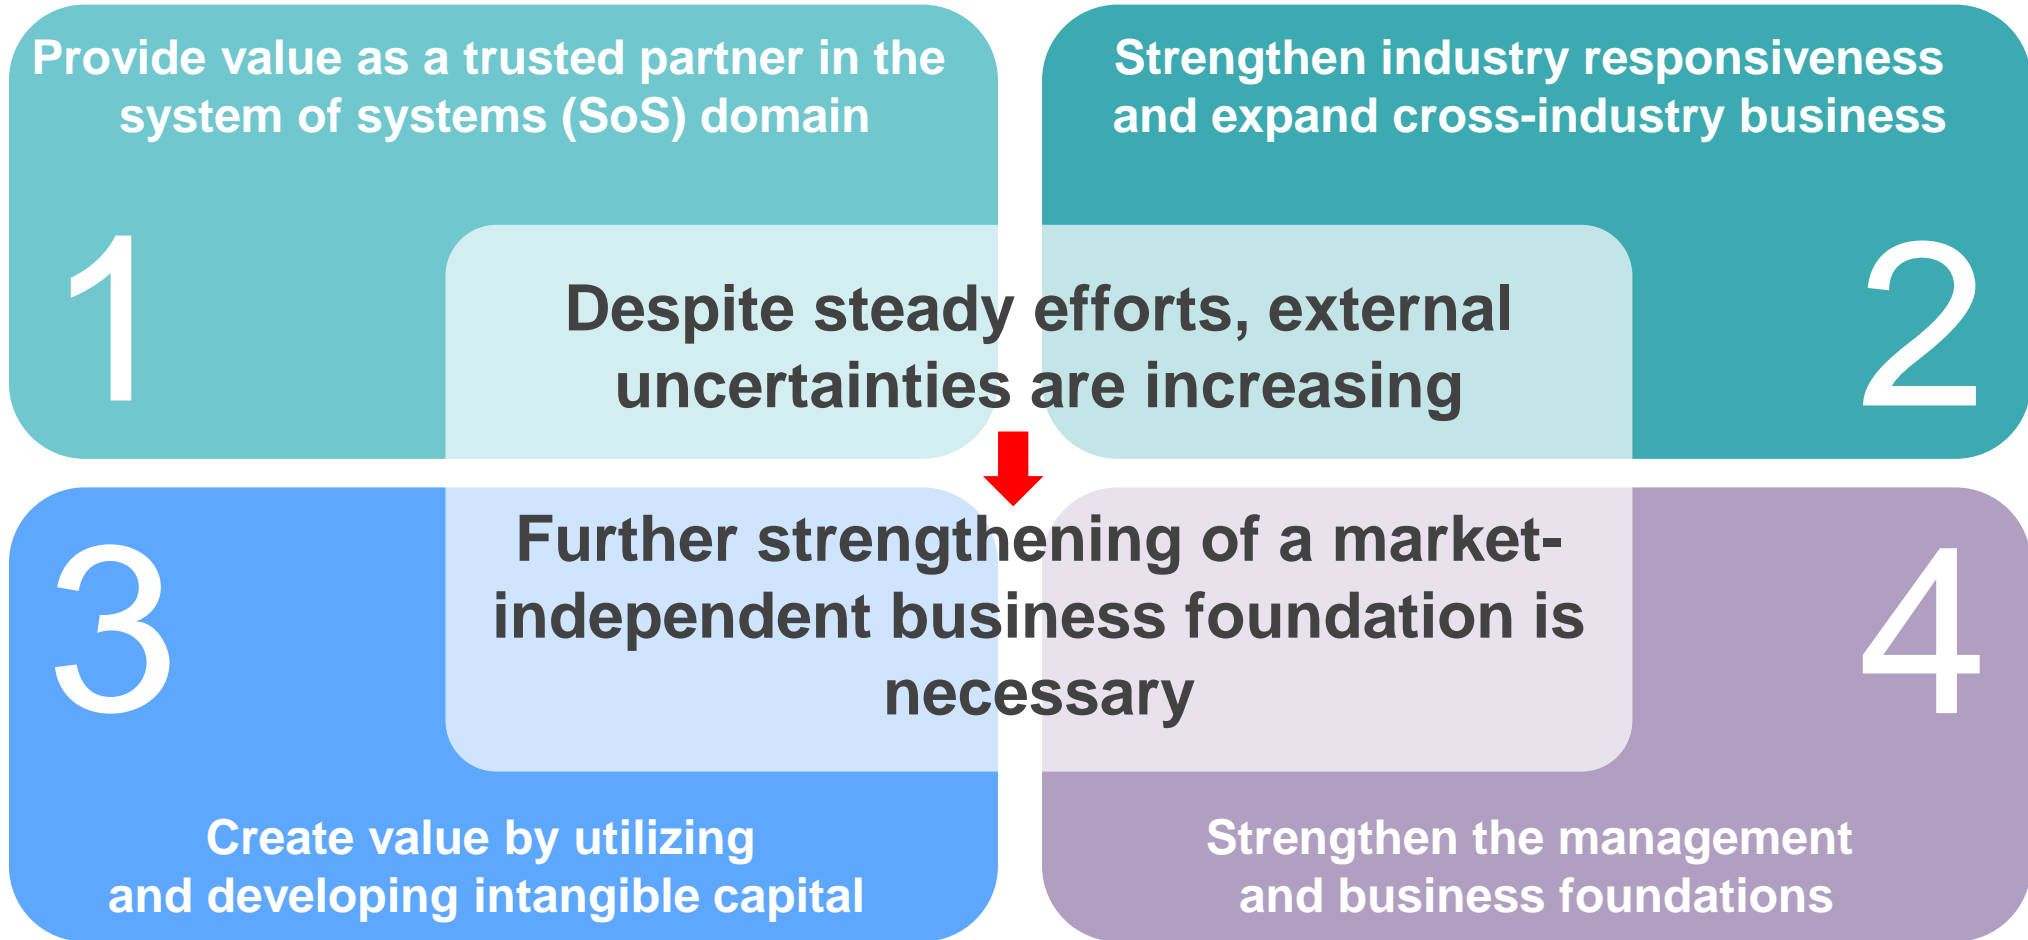 Provide value as a trusted partner in the
system of systems (SoS) domain
1
Strengthen industry responsiveness
and expand cross-industry business
2
Despite steady efforts, external
uncertainties are increasing
Further strengthening of a market-
independent business foundation is
necessary
3
Create value by utilizing
and developing intangible capital
4
Strengthen the management
and business foundations